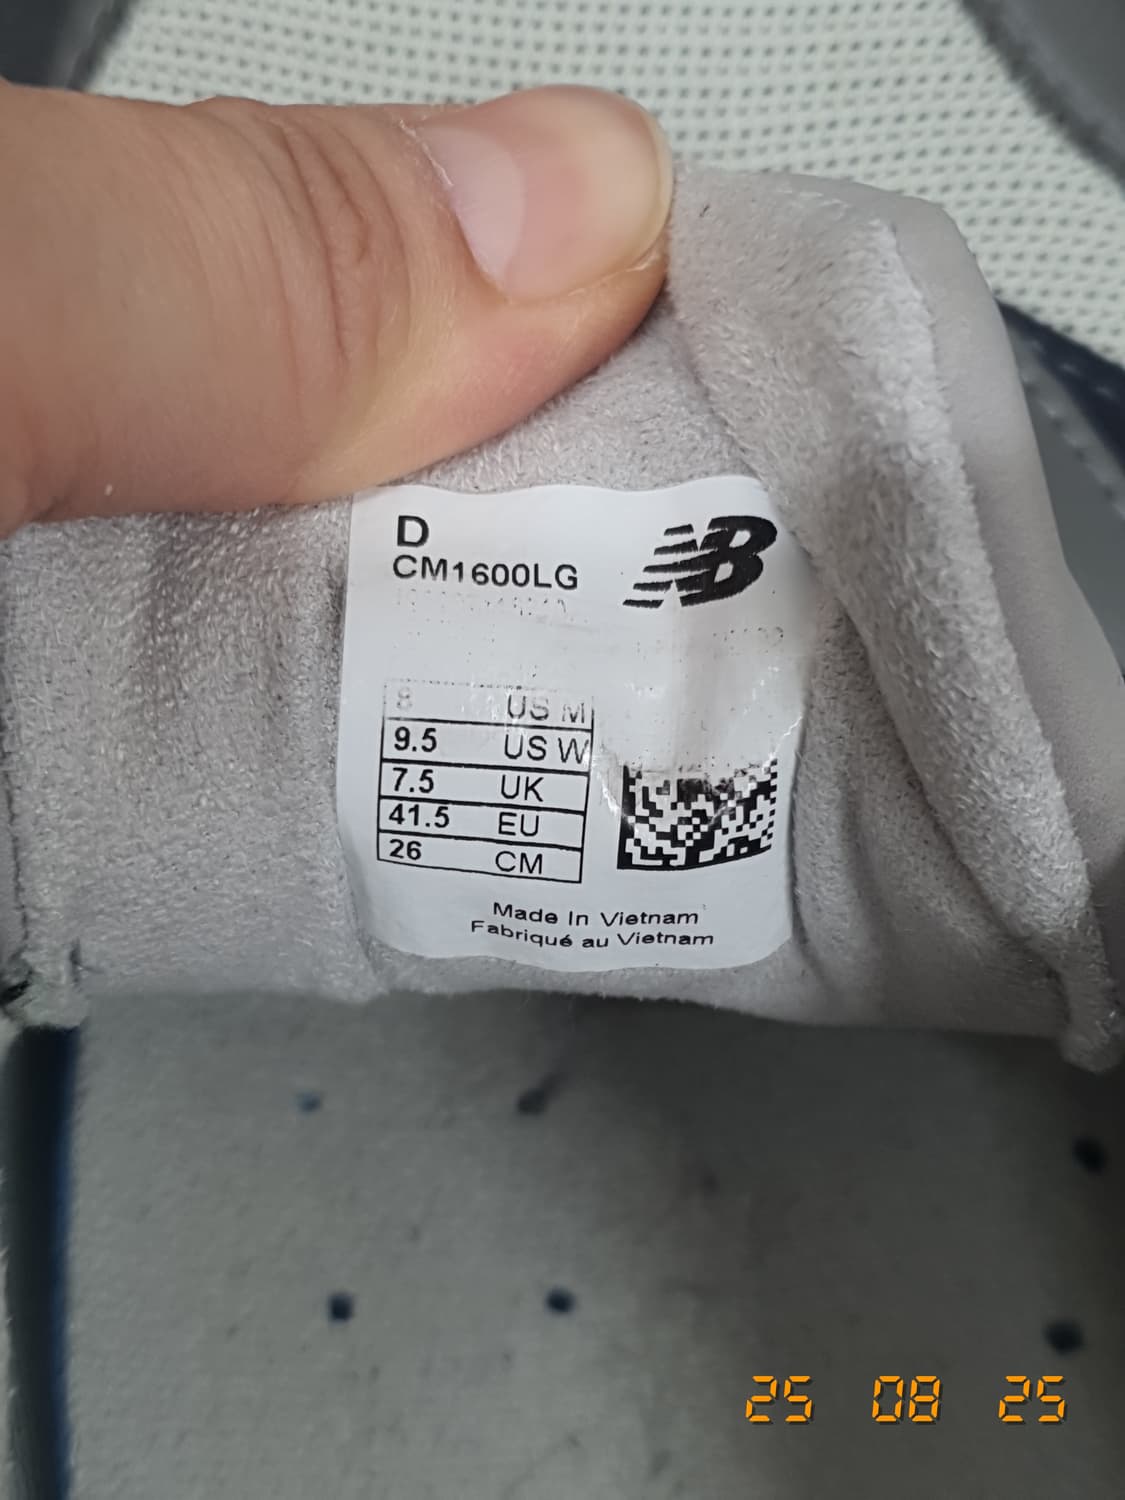 D
CM1600LG
NB
8 US M
9.5 US W
7.5 UK
41.5 EU
26 CM
Made In Vietnam
Fabriqué au Vietnam
25 08 25